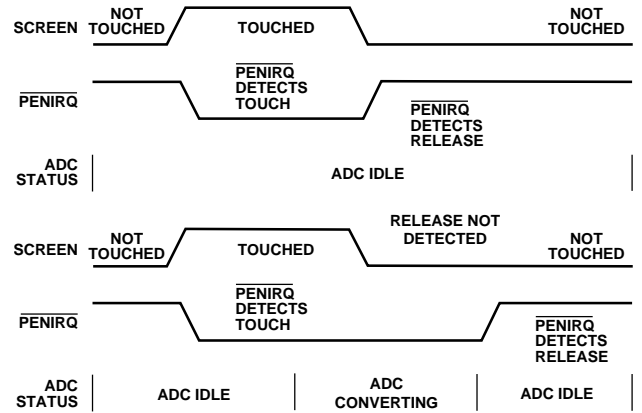 SCREEN
NOT
TOUCHED
TOUCHED
NOT
TOUCHED
PENIRQ
PENIRQ
DETECTS
TOUCH
PENIRQ
DETECTS
RELEASE
ADC
STATUS
ADC IDLE
SCREEN
NOT
TOUCHED
TOUCHED
RELEASE NOT
DETECTED
NOT
TOUCHED
PENIRQ
PENIRQ
DETECTS
TOUCH
PENIRQ
DETECTS
RELEASE
ADC
STATUS
ADC IDLE
ADC
CONVERTING
ADC IDLE